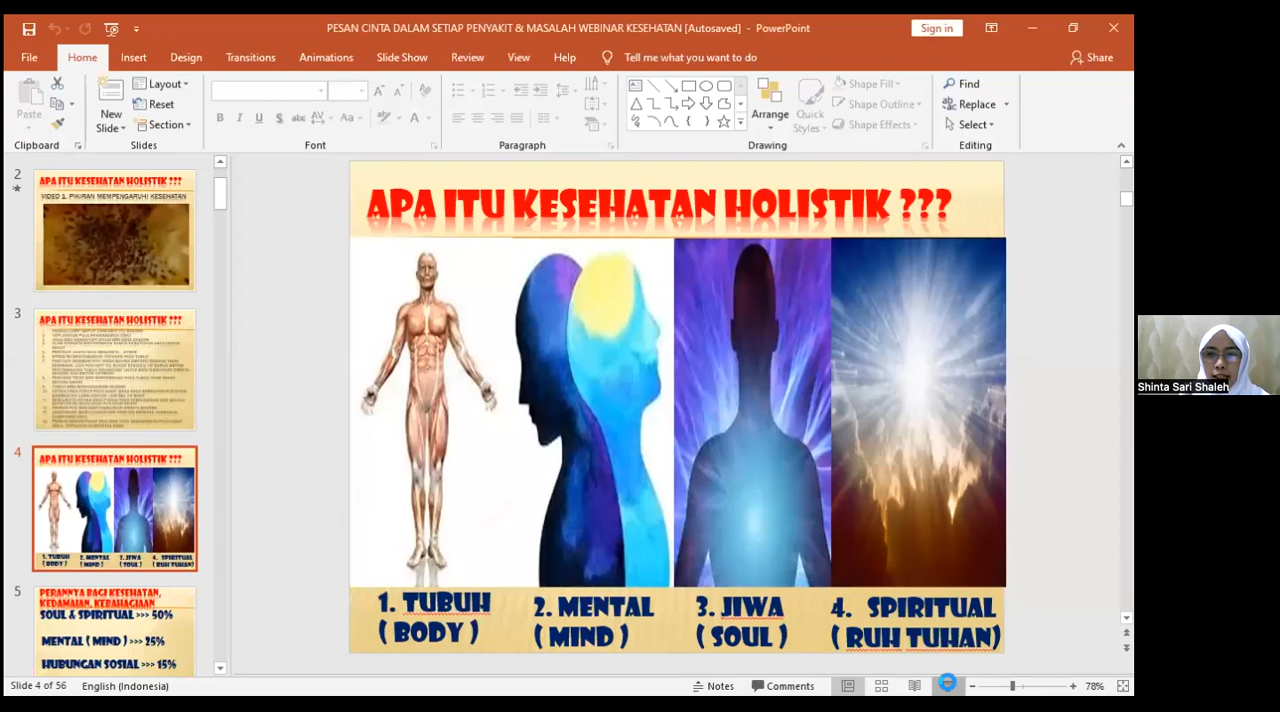 PESAN CINTA DALAM SETIAP PENYAKIT & MASALAH WEBINAR KESEHATAN [Autosaved] - PowerPoint
Sign in
File Home Insert Design Transitions Animations Slide Show Review View Help Tell me what you want to do Share
Paste
New Slide
Layout
Reset
Section
Arrange
Quick Styles
Shape Fill
Shape Outline
Shape Effects
Find
Replace
Select
Clipboard Slides Font Paragraph Drawing Editing
2
APA ITU KESEHATAN HOLISTIK ???
VIDEO 1. PIKIRAN MEMPENGARUHI KESEHATAN
3
APA ITU KESEHATAN HOLISTIK ???
4
APA ITU KESEHATAN HOLISTIK ???
1. TUBUH (BODY)
2. MENTAL (MIND)
3. JIWA (SOUL)
4. SPIRITUAL (RUH TUHAN)
5
PERANNYA BAGI KESEHATAN,
KEDAMAIAN, KEBAHAGIAAN
SOUL & SPIRITUAL >>> 50%
MENTAL ( MIND ) >>> 25%
HUBUNGAN SOSIAL >>> 15%
APA ITU KESEHATAN HOLISTIK ???
1. TUBUH
( BODY )
2. MENTAL
( MIND )
3. JIWA
( SOUL )
4. SPIRITUAL
( RUH TUHAN)
Shinta Sari Shaleh
Slide 4 of 56 English (Indonesia) Notes Comments 78%